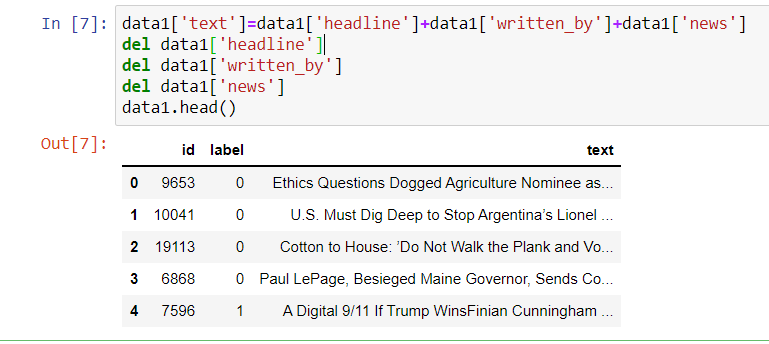 In [7]: data1['text']=data1['headline']+data1['written_by']+data1['news']
del data1['headline']
del data1['written_by']
del data1['news']
data1.head()
Out[7]:
id label text
0 9653 0 Ethics Questions Dogged Agriculture Nominee as...
1 10041 0 U.S. Must Dig Deep to Stop Argentina’s Lionel ...
2 19113 0 Cotton to House: ’Do Not Walk the Plank and Vo...
3 6868 0 Paul LePage, Besieged Maine Governor, Sends Co...
4 7596 1 A Digital 9/11 If Trump WinsFinian Cunningham ...